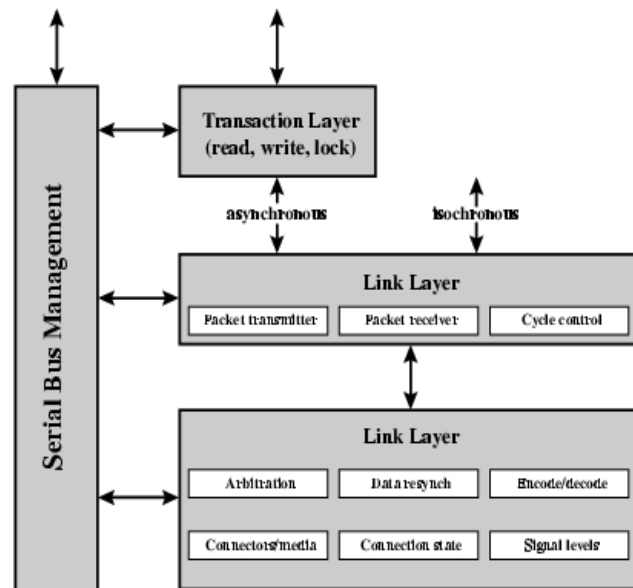 Serial Bus Management
Transaction Layer
(read, write, lock)
asynchronous
isochronous
Link Layer
Packet transmitter
Packet receiver
Cycle control
Link Layer
Arbitration
Data resynch
Encode/decode
Connectors/media
Connection state
Signal levels